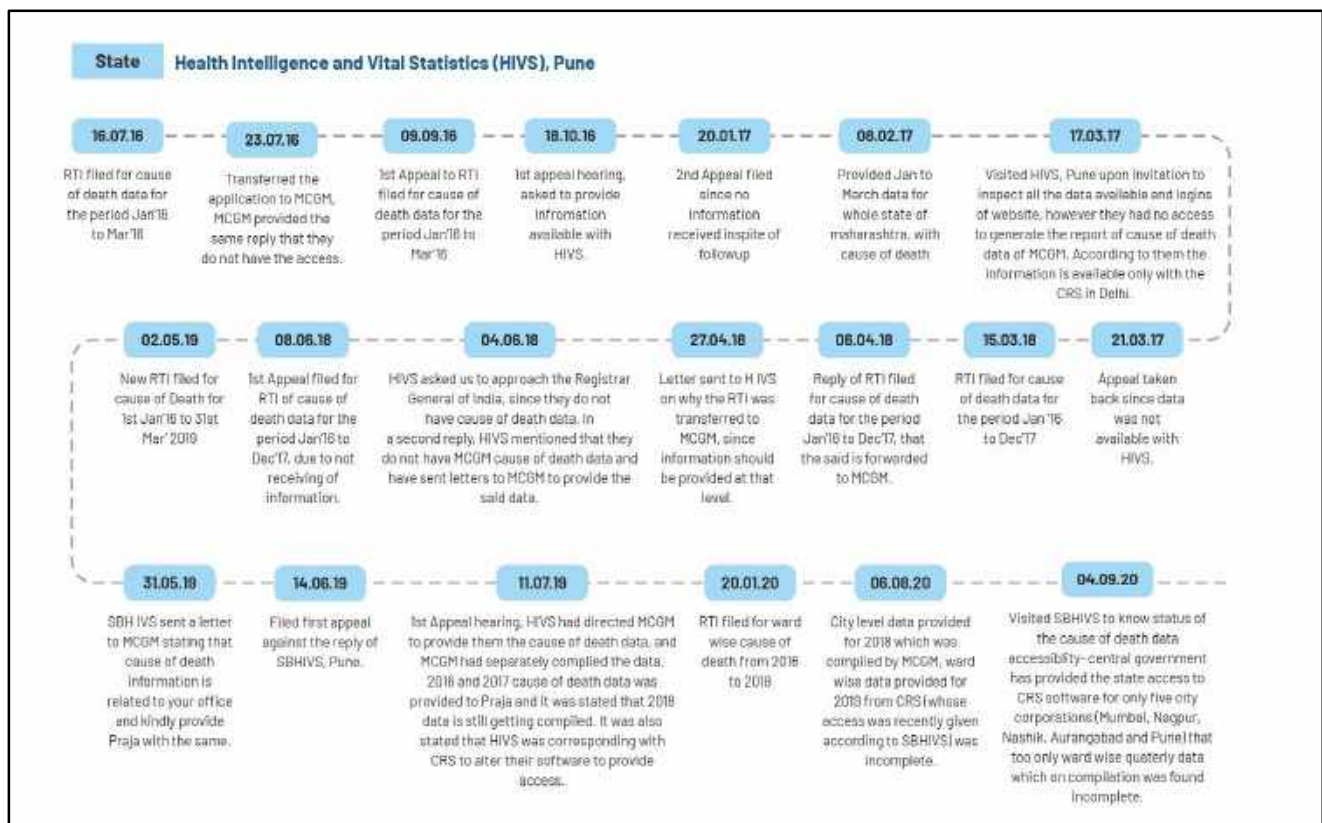 State
Health Intelligence and Vital Statistics (HIVS), Pune
16.07.16
RTI filed for cause
of death data for
the period Jan'16
to Mar'16
23.07.16
Transferred the
application to MCGM,
MCGM provided the
same reply that they
do not have the access.
09.09.16
1st Appeal to RTI
filed for cause of
death data for the
period Jan'16 to
Mar'16
18.10.16
1st appeal hearing,
asked to provide
infromation
available with
HIVS.
20.01.17
2nd Appeal filed
since no
information
received inspite of
followup
08.02.17
Provided Jan to
March data for
whole state of
maharashtra, with
cause of death
17.03.17
Visited HIVS, Pune upon invitation to
inspect all the data available and logins
of website, however they had no access
to generate the report of cause of death
data of MCGM. According to them the
information is available only with the
CRS in Delhi.
21.03.17
Appeal taken
back since data
was not
available with
HIVS.
15.03.18
RTI filed for cause
of death data for
the period Jan '16
to Dec'17
06.04.18
Reply of RTI filed
for cause of death
data for the period
Jan'16 to Dec'17, that
the said is forwarded
to MCGM.
27.04.18
Letter sent to H IVS
on why the RTI was
transferred to
MCGM, since
information should
be provided at that
level.
04.06.18
HIVS asked us to approach the Registrar
General of India, since they do not
have cause of death data. In
a second reply, HIVS mentioned that they
do not have MCGM cause of death data and
have sent letters to MCGM to provide the
said data.
08.06.18
1st Appeal filed for
RTI of cause of
death data for the
period Jan'16 to
Dec'17, due to not
receiving of
information.
02.05.19
New RTI filed for
cause of Death for
1st Jan'16 to 31st
Mar' 2019
31.05.19
SBH IVS sent a letter
to MCGM stating that
cause of death
information is
related to your office
and kindly provide
Praja with the same.
14.06.19
Filed first appeal
against the reply of
SBHIVS, Pune.
11.07.19
1st Appeal hearing, HIVS had directed MCGM
to provide them the cause of death data, and
MCGM had separately complied the data.
2016 and 2017 cause of death data was
provided to Praja and it was stated that 2018
data is still getting compiled. It was also
stated that HIVS was corresponding with
CRS to alter their software to provide
access.
20.01.20
RTI filed for ward
wise cause of
death from 2016
to 2018
06.08.20
City level data provided
for 2018 which was
compiled by MCGM, ward
wise data provided for
2019 from CRS (whose
access was recently given
according to SBHIVS) was
incomplete.
04.09.20
Visited SBHIVS to know status of
the cause of death data
accessibility- central government
has provided the state access to
CRS software for only five city
corporations (Mumbai, Nagpur,
Nashik, Aurangabad and Pune) that
too only ward wise quaterly data
which on compilation was found
incomplete.